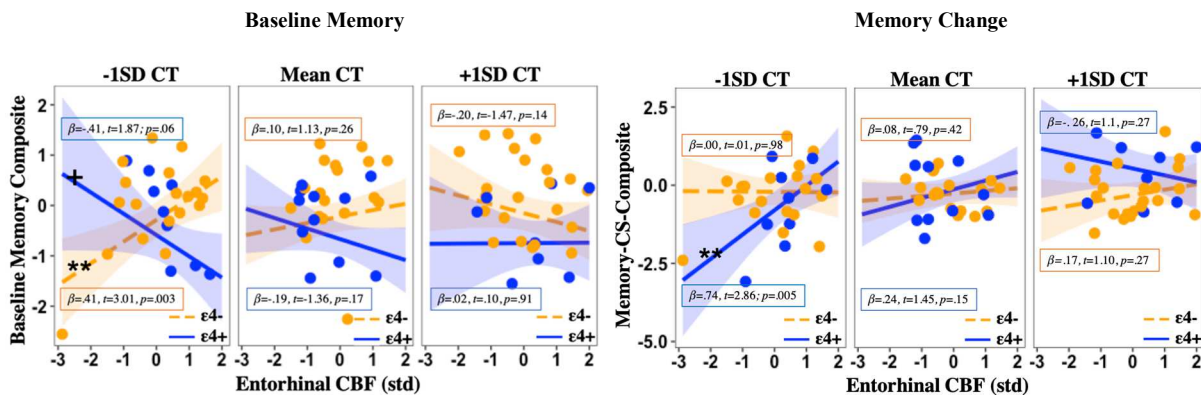 Baseline Memory
Memory Change
-1SD CT
Mean CT
+1SD CT
Baseline Memory Composite
2
1
0
-1
-2
β=-.41, t=1.87; p=.06
+
**
β=.41, t=3.01, p=.003
ε4-
ε4+
β=.10, t=1.13, p=.26
β=-.19, t=-1.36, p=.17
ε4-
ε4+
β=-.20, t=-1.47, p=.14
β=.02, t=.10, p=.91
ε4-
ε4+
-3 -2 -1 0 1 2
-3 -2 -1 0 1 2
-3 -2 -1 0 1 2
Entorhinal CBF (std)
-1SD CT
Mean CT
+1SD CT
Memory-CS-Composite
2.5
0.0
-2.5
-5.0
β=.00, t=.01, p=.98
**
β=.74, t=2.86; p=.005
ε4-
ε4+
β=.08, t=.79, p=.42
β=.24, t=1.45, p=.15
ε4-
ε4+
β=-.26, t=1.1, p=.27
β=.17, t=1.10, p=.27
ε4-
ε4+
-3 -2 -1 0 1 2
-3 -2 -1 0 1 2
-3 -2 -1 0 1 2
Entorhinal CBF (std)